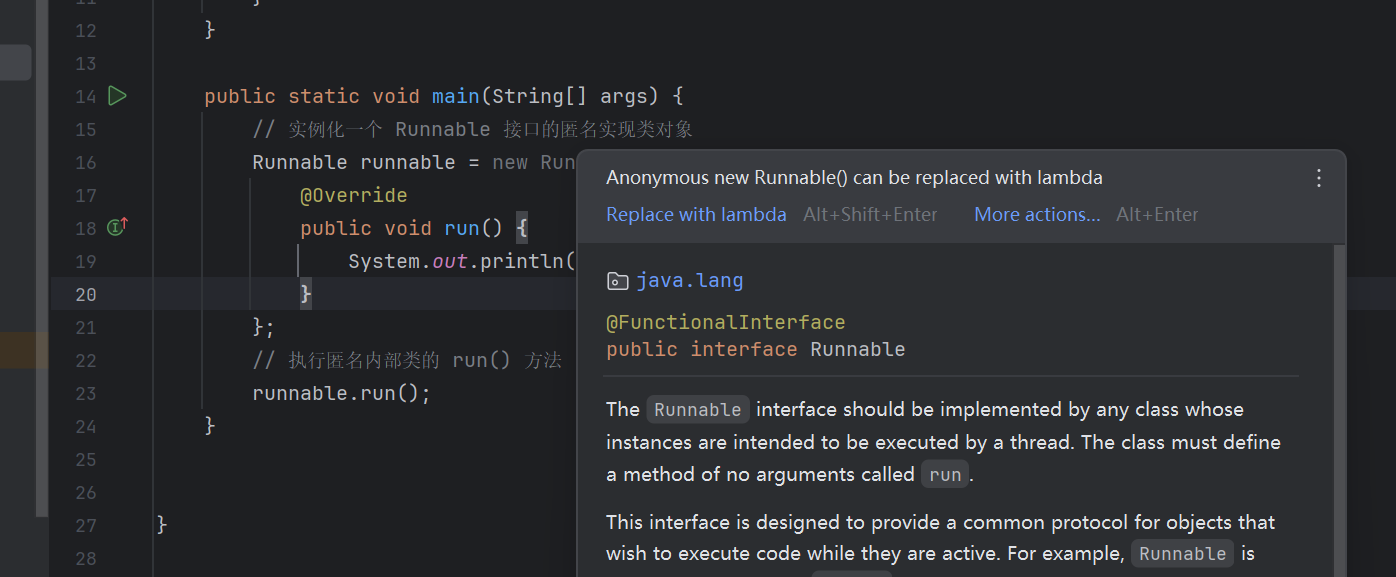 11 }
12 }
13
14 public static void main(String[] args) {
15 // 实例化一个 Runnable 接口的匿名实现类对象
16 Runnable runnable = new Run
17 @Override
18 public void run() {
19 System.out.println(
20 }
21 };
22 // 执行匿名内部类的 run() 方法
23 runnable.run();
24 }
25
26
27 }
28
Anonymous new Runnable() can be replaced with lambda
Replace with lambda Alt+Shift+Enter More actions... Alt+Enter
java.lang
@FunctionalInterface
public interface Runnable
The Runnable interface should be implemented by any class whose
instances are intended to be executed by a thread. The class must define
a method of no arguments called run.
This interface is designed to provide a common protocol for objects that
wish to execute code while they are active. For example, Runnable is